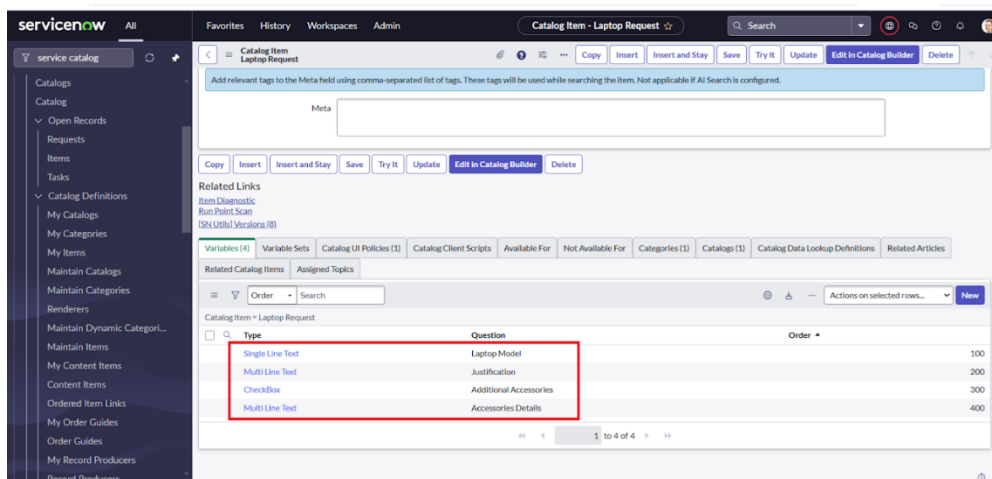 servicenow All Favorites History Workspaces Admin Catalog Item - Laptop Request Search
service catalog
Catalog Item
Laptop Request
Copy Insert Insert and Stay Save Try It Update Edit in Catalog Builder Delete
Catalogs
Catalog
Open Records
Requests
Items
Tasks
Catalog Definitions
My Catalogs
My Categories
My Items
Maintain Catalogs
Maintain Categories
Renderers
Maintain Dynamic Categori...
Maintain Items
My Content Items
Content Items
Ordered Item Links
My Order Guides
Order Guides
My Record Producers
Record Producers
Add relevant tags to the Meta field using comma-separated list of tags. These tags will be used while searching the item. Not applicable if AI Search is configured.
Meta
Copy Insert Insert and Stay Save Try It Update Edit in Catalog Builder Delete
Related Links
Item Diagnostic
Run Point Scan
[SN Utils] Versions (8)
Variables (4) Variable Sets Catalog UI Policies (1) Catalog Client Scripts Available For Not Available For Categories (1) Catalogs (1) Catalog Data Lookup Definitions Related Articles
Related Catalog Items Assigned Topics
Order Search Actions on selected rows... New
Catalog item = Laptop Request
Type Question Order
Single Line Text Laptop Model 100
Multi Line Text Justification 200
CheckBox Additional Accessories 300
Multi Line Text Accessories Details 400
1 to 4 of 4